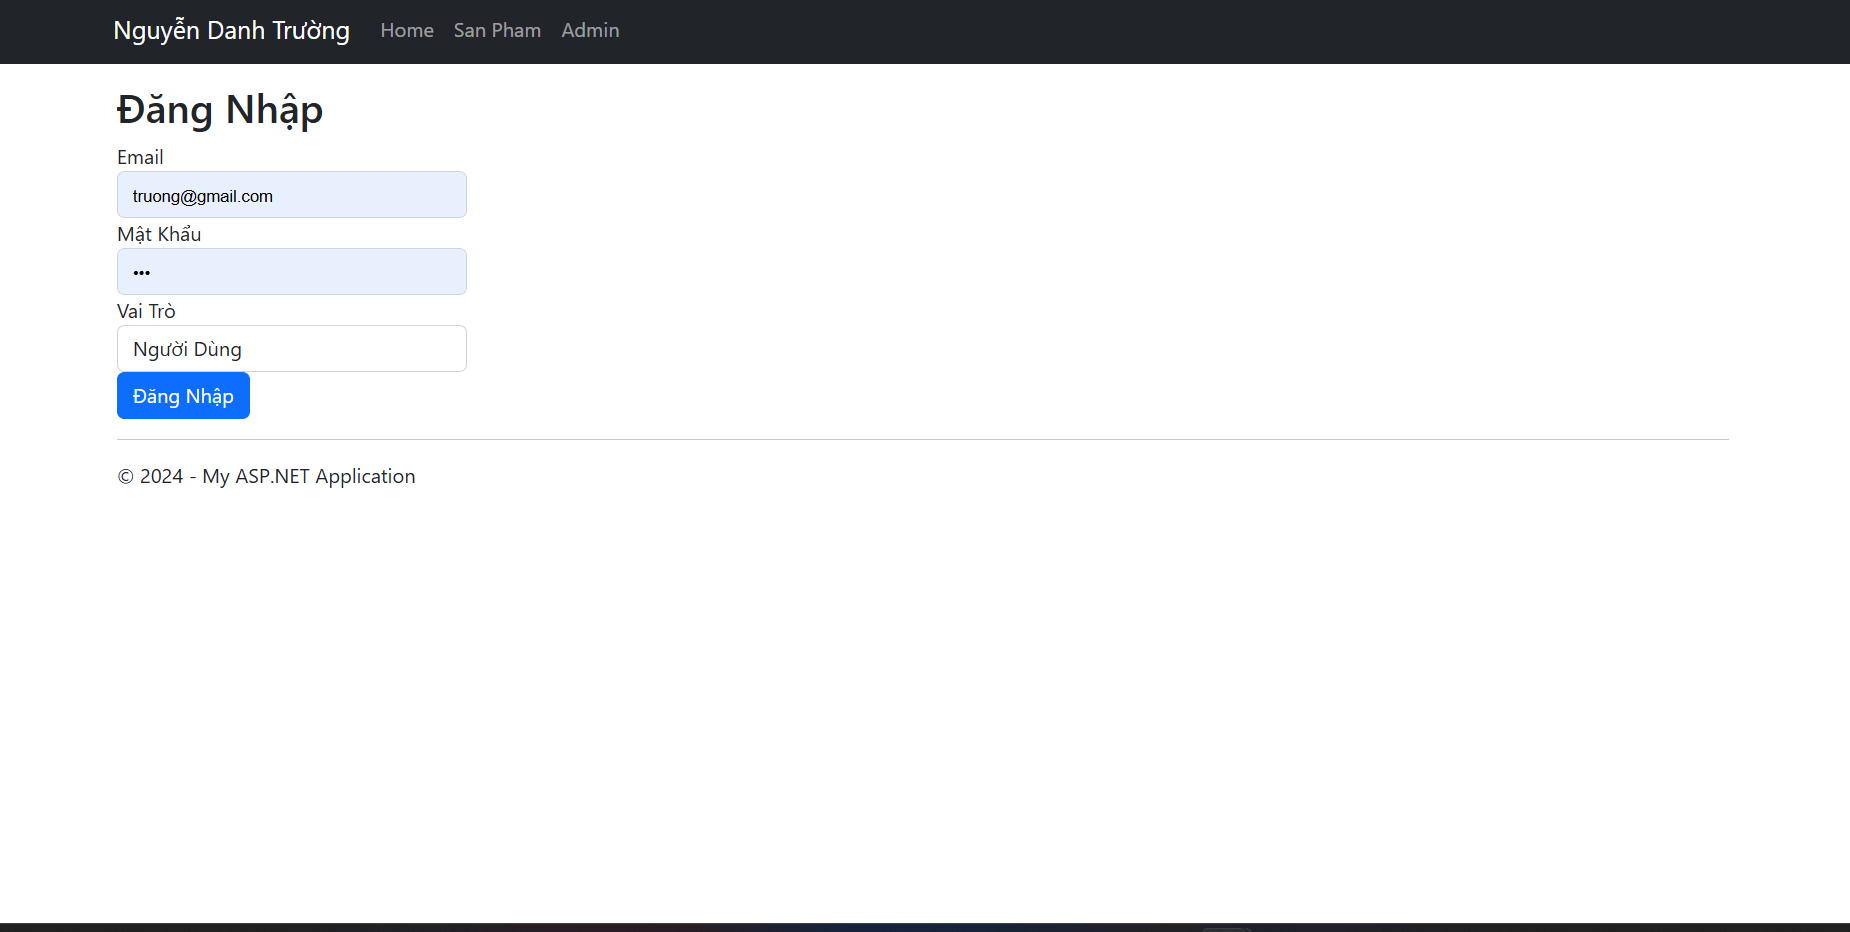 Nguyễn Danh Trường Home San Pham Admin
Đăng Nhập
Email
truong@gmail.com
Mật Khẩu
•••
Vai Trò
Người Dùng
Đăng Nhập
© 2024 - My ASP.NET Application